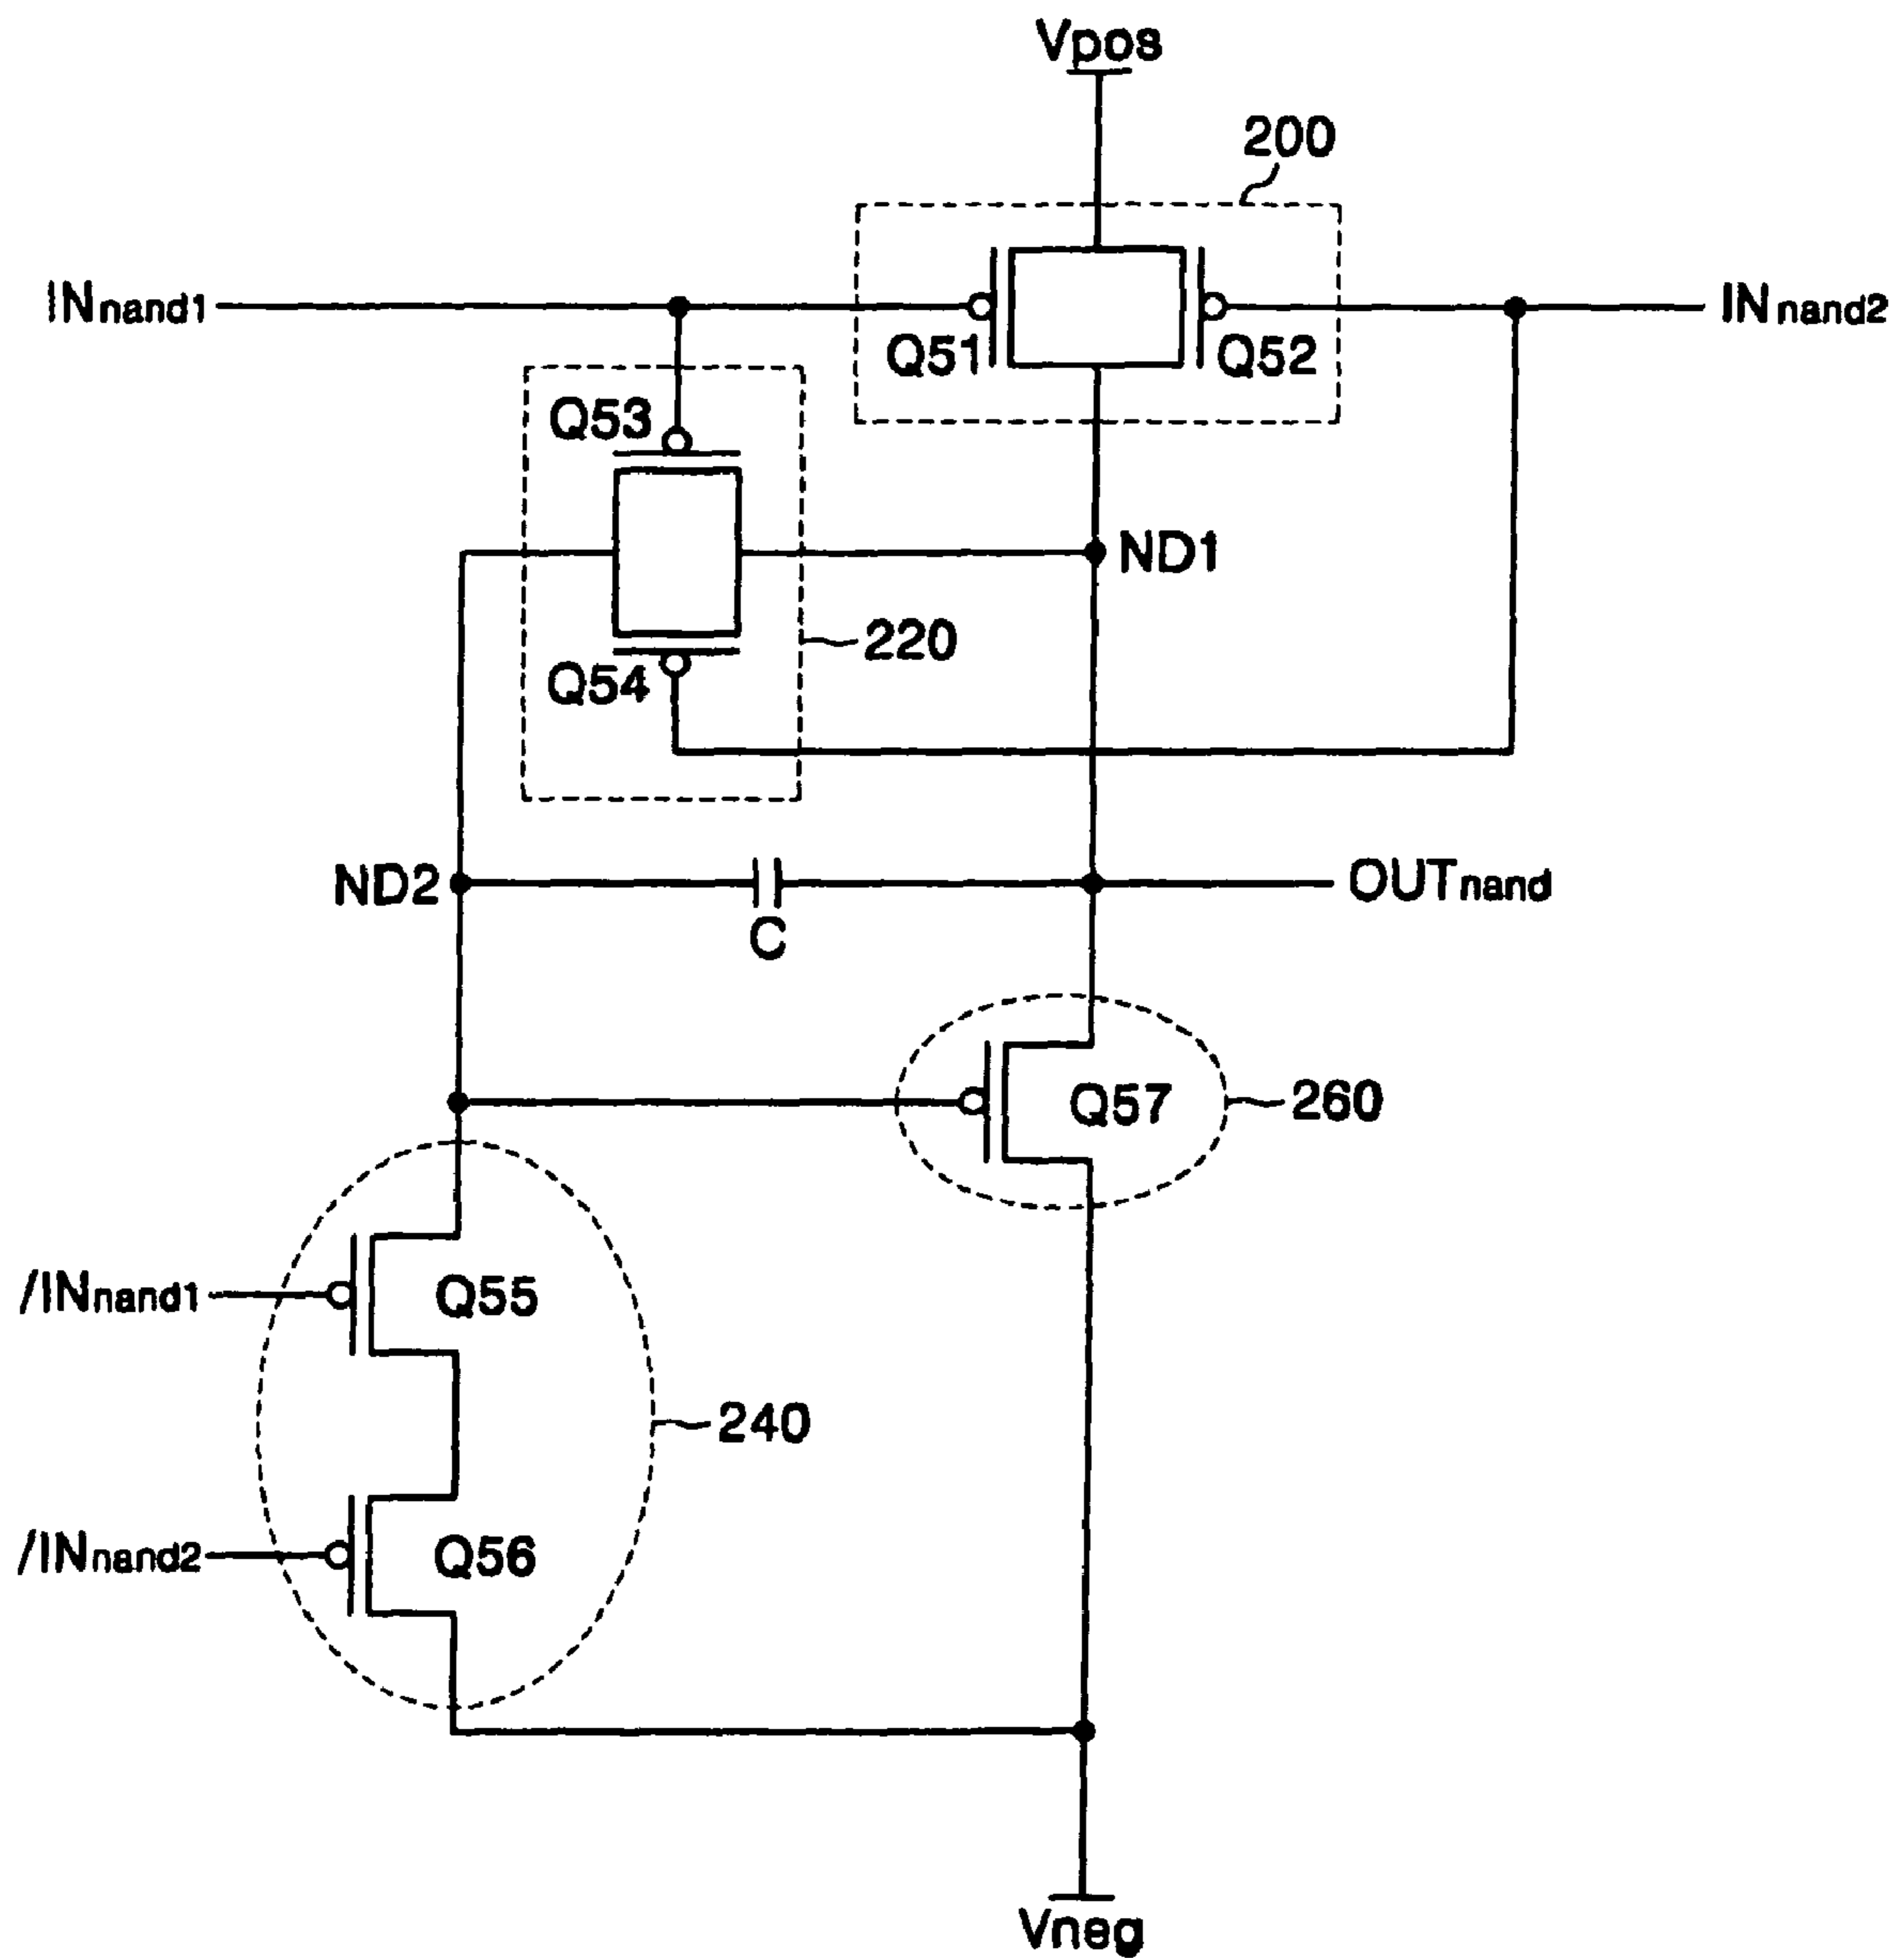 Vpos
200
INnand1
Q51
Q52
INnand2
Q53
ND1
220
Q54
ND2
C
OUTnand
Q57
260
/INnand1
Q55
240
/INnand2
Q56
Vneg